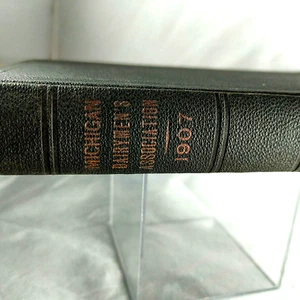 MICHIGAN
DAIRYMEN'S
ASSOCIATION
1907